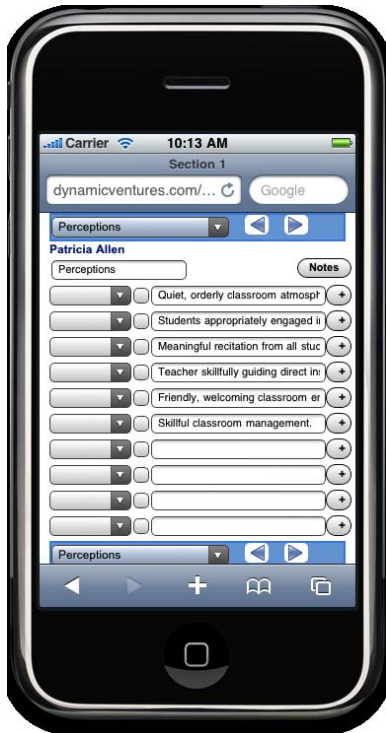 Carrier 10:13 AM
Section 1
dynamicventures.com/... Google
Perceptions
Patricia Allen
Perceptions Notes
Quiet, orderly classroom atmosph +
Students appropriately engaged i +
Meaningful recitation from all stud +
Teacher skillfully guiding direct in +
Friendly, welcoming classroom en +
Skillful classroom management. +
+
+
+
+
Perceptions